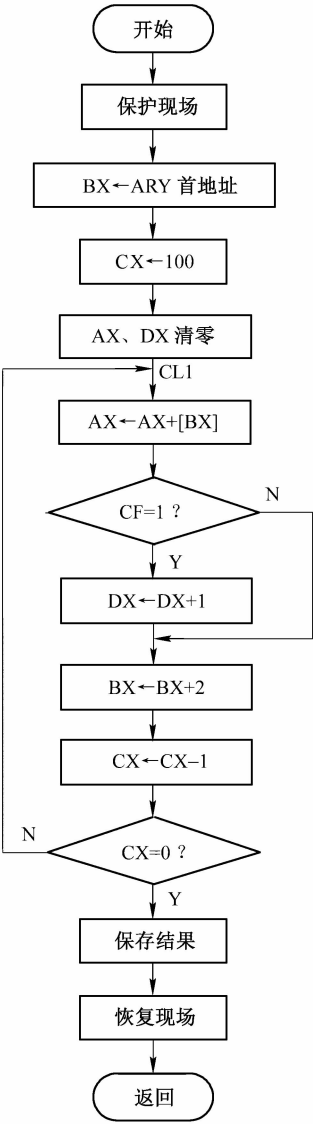 开始
保护现场
BX←ARY 首地址
CX←100
AX、DX 清零
CL1
AX←AX+[BX]
CF=1？
N
Y
DX←DX+1
BX←BX+2
CX←CX−1
CX=0？
N
Y
保存结果
恢复现场
返回